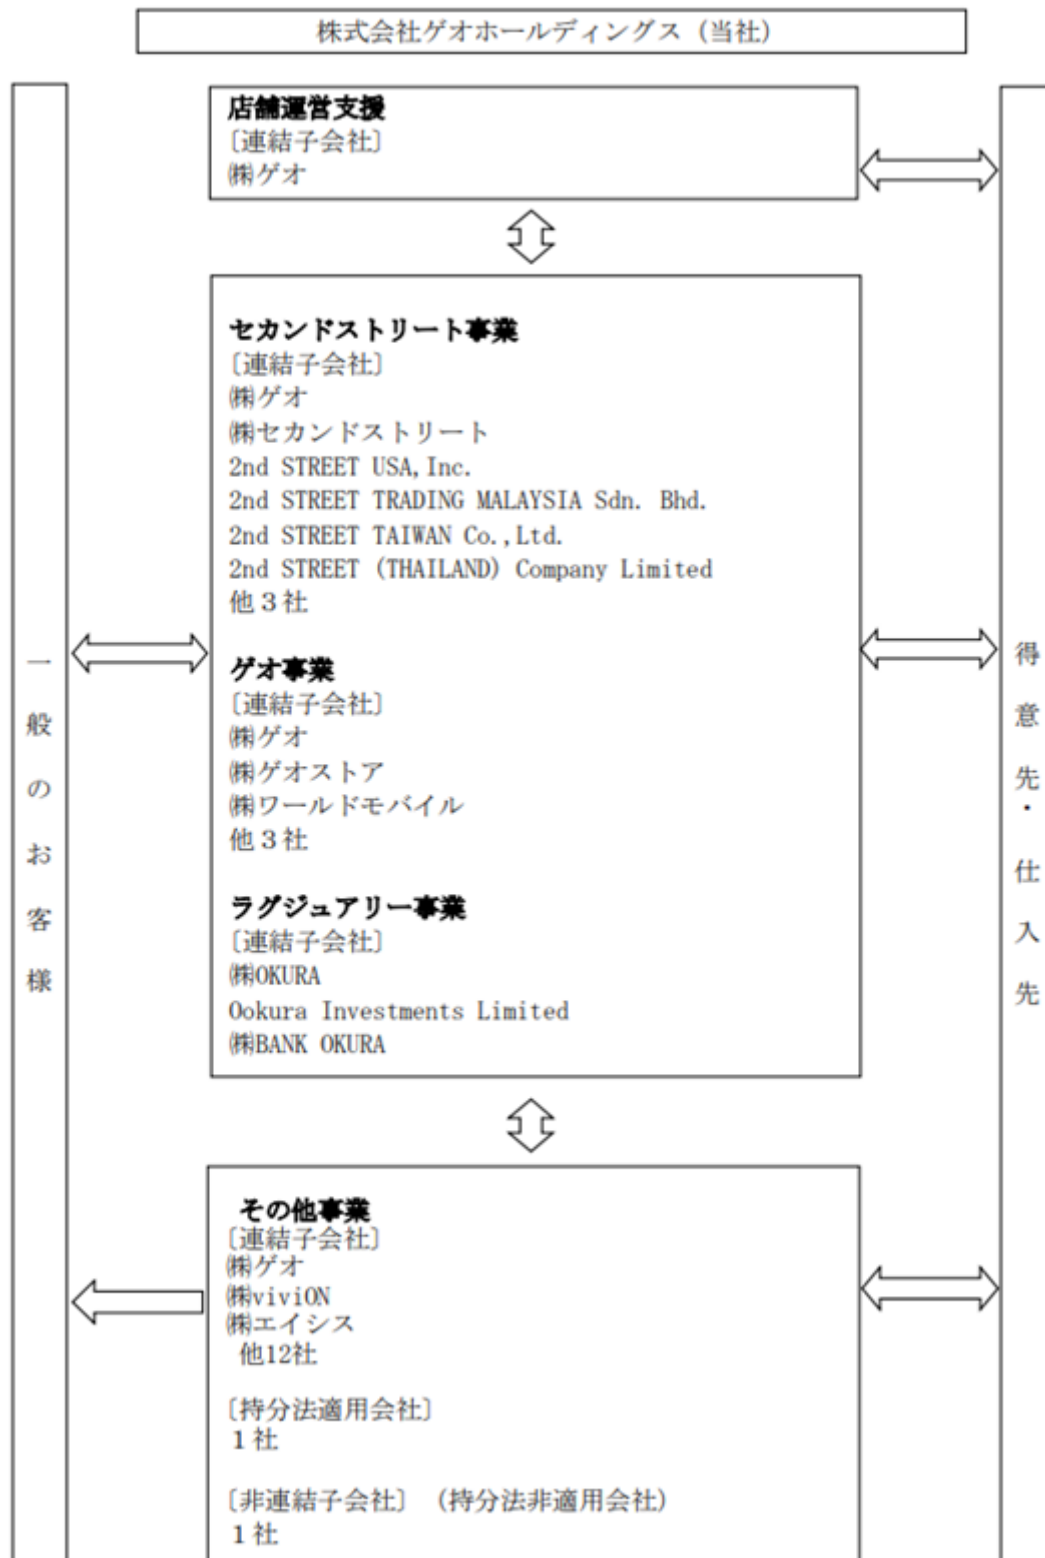 株式会社ゲオホールディングス（当社）
店舗運営支援
〔連結子会社〕
㈱ゲオ
セカンドストリート事業
〔連結子会社〕
㈱ゲオ
㈱セカンドストリート
2nd STREET USA,Inc.
2nd STREET TRADING MALAYSIA Sdn. Bhd.
2nd STREET TAIWAN Co.,Ltd.
2nd STREET (THAILAND) Company Limited
他３社
ゲオ事業
〔連結子会社〕
㈱ゲオ
㈱ゲオストア
㈱ワールドモバイル
他３社
ラグジュアリー事業
〔連結子会社〕
㈱OKURA
Ookura Investments Limited
㈱BANK OKURA
その他事業
〔連結子会社〕
㈱ゲオ
㈱viviON
㈱エイシス
他12社
〔持分法適用会社〕
１社
〔非連結子会社〕（持分法非適用会社）
１社
一般のお客様
得意先・仕入先